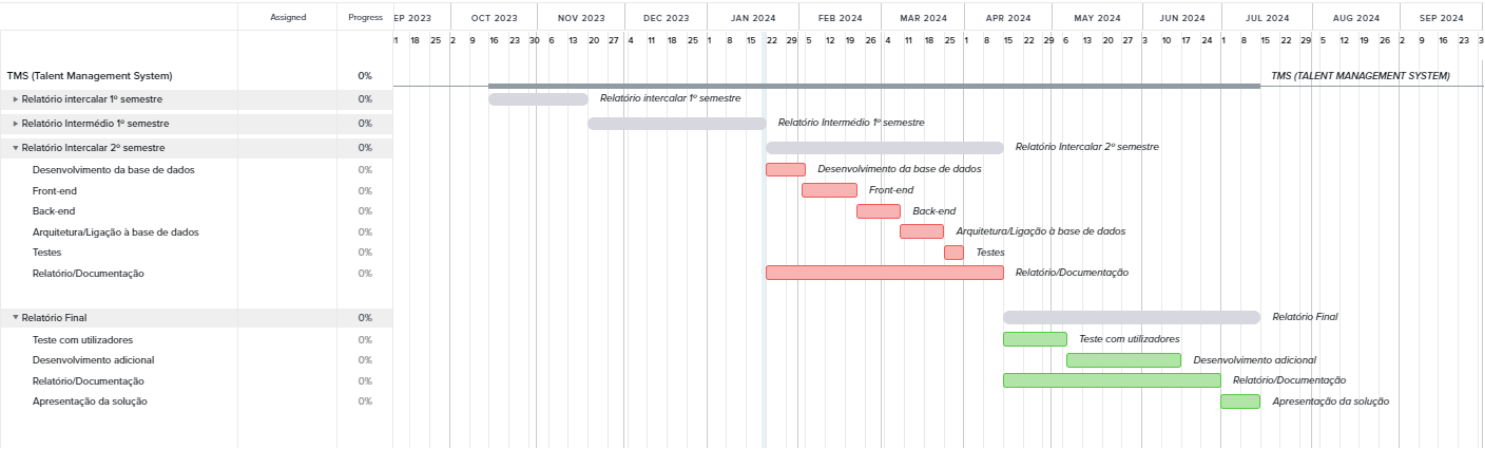 Assigned Progress EP 2023 OCT 2023 NOV 2023 DEC 2023 JAN 2024 FEB 2024 MAR 2024 APR 2024 MAY 2024 JUN 2024 JUL 2024 AUG 2024 SEP 2024
1 18 25 2 9 16 23 30 6 13 20 27 4 11 18 25 1 8 15 22 29 5 12 19 26 4 11 18 25 1 8 15 22 29 6 13 20 27 3 10 17 24 1 8 15 22 29 5 12 19 26 2 9 16 23 3
TMS (Talent Management System) 0% TMS (TALENT MANAGEMENT SYSTEM)
Relatório intercalar 1º semestre 0% Relatório intercalar 1º semestre
Relatório Intermédio 1º semestre 0% Relatório Intermédio 1º semestre
Relatório Intercalar 2º semestre 0% Relatório Intercalar 2º semestre
Desenvolvimento da base de dados 0% Desenvolvimento da base de dados
Front-end 0% Front-end
Back-end 0% Back-end
Arquitetura/Ligação à base de dados 0% Arquitetura/Ligação à base de dados
Testes 0% Testes
Relatório/Documentação 0% Relatório/Documentação
Relatório Final 0% Relatório Final
Teste com utilizadores 0% Teste com utilizadores
Desenvolvimento adicional 0% Desenvolvimento adicional
Relatório/Documentação 0% Relatório/Documentação
Apresentação da solução 0% Apresentação da solução